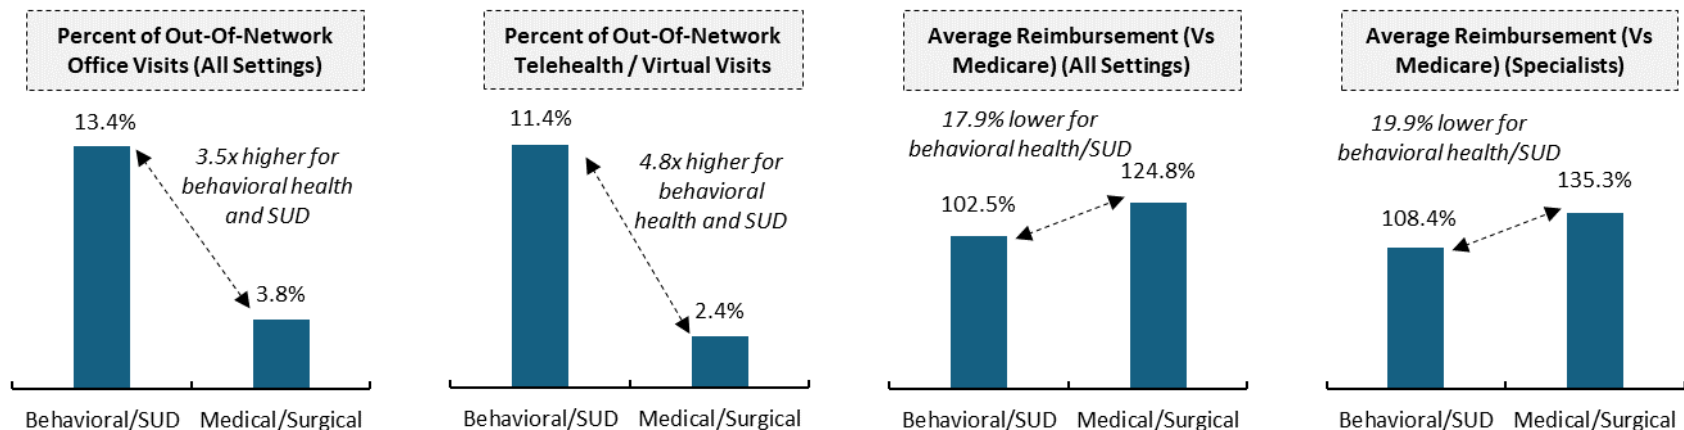 Percent of Out-Of-Network
Office Visits (All Settings)
13.4%
3.5x higher for
behavioral health
and SUD
3.8%
Behavioral/SUD
Medical/Surgical
Percent of Out-Of-Network
Telehealth / Virtual Visits
11.4%
4.8x higher for
behavioral
health and SUD
2.4%
Behavioral/SUD
Medical/Surgical
Average Reimbursement (Vs
Medicare) (All Settings)
17.9% lower for
behavioral health/SUD
102.5%
124.8%
Behavioral/SUD
Medical/Surgical
Average Reimbursement (Vs
Medicare) (Specialists)
19.9% lower for
behavioral health/SUD
108.4%
135.3%
Behavioral/SUD
Medical/Surgical